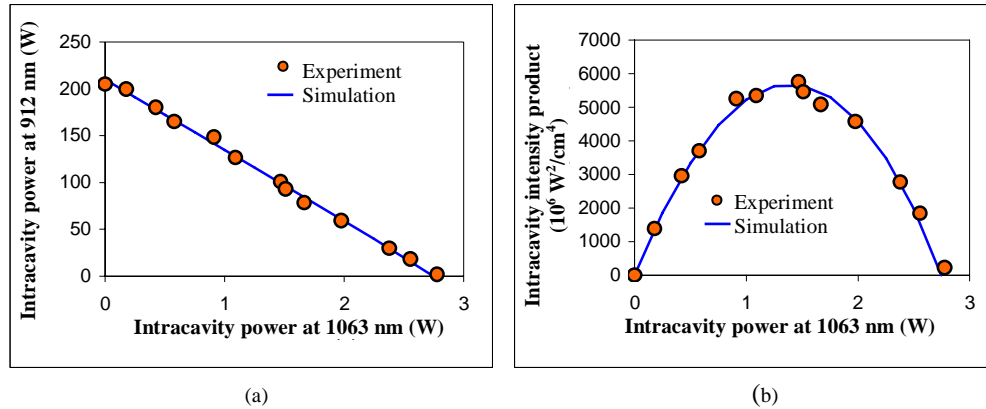 Intracavity power at 912 nm (W)
250
200
150
100
50
0
Experiment
Simulation
0 1 2 3
Intracavity power at 1063 nm (W)
(a)
Intracavity intensity product
(10⁶ W²/cm⁴)
7000
6000
5000
4000
3000
2000
1000
0
Experiment
Simulation
0 1 2 3
Intracavity power at 1063 nm (W)
(b)